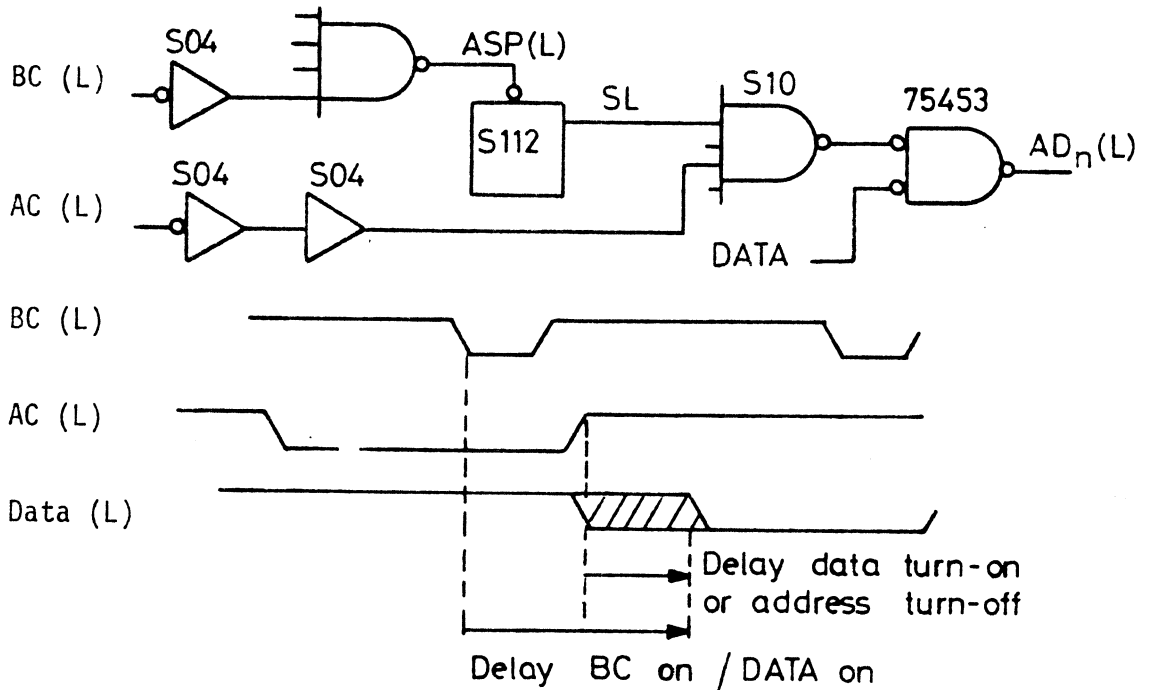 S04
BC (L)
ASP(L)
S112
SL
S10
75453
ADn(L)
S04
S04
AC (L)
DATA
BC (L)
AC (L)
Data (L)
Delay data turn-on
or address turn-off
Delay BC on / DATA on